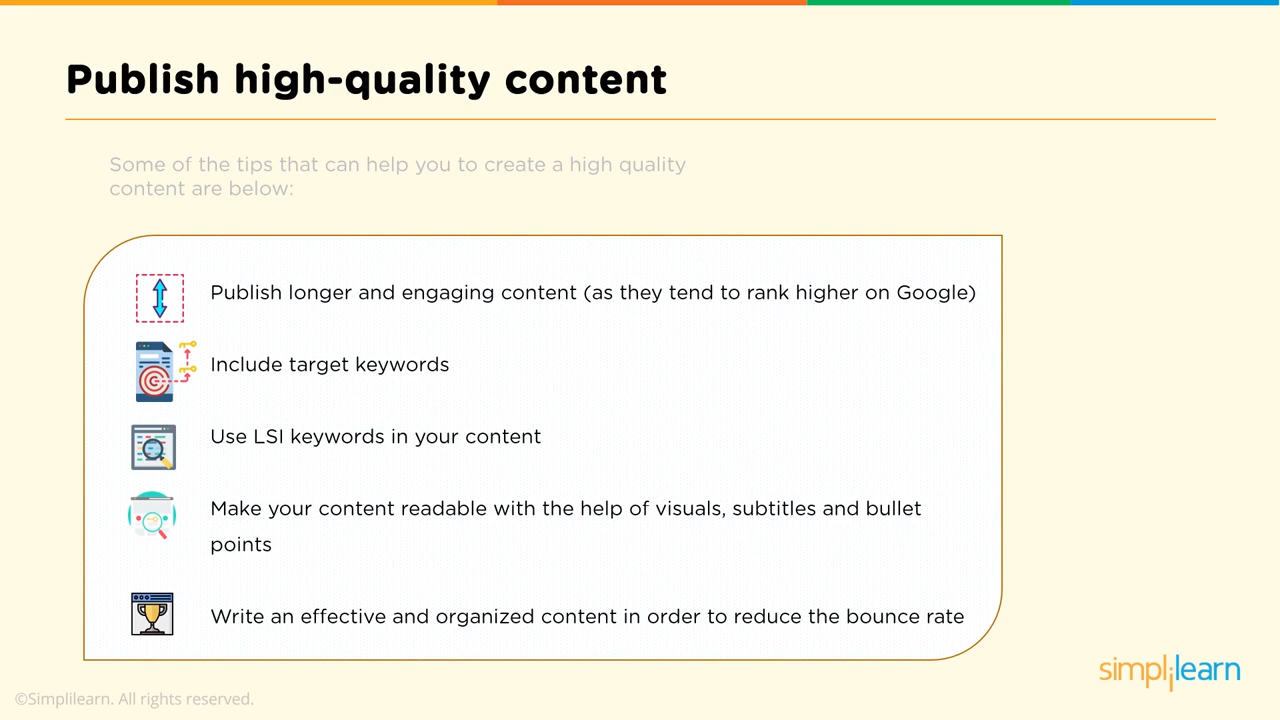 Publish high-quality content
Some of the tips that can help you to create a high quality
content are below:
Publish longer and engaging content (as they tend to rank higher on Google)
Include target keywords
Use LSI keywords in your content
Make your content readable with the help of visuals, subtitles and bullet
points
Write an effective and organized content in order to reduce the bounce rate
simplilearn
©Simplilearn. All rights reserved.